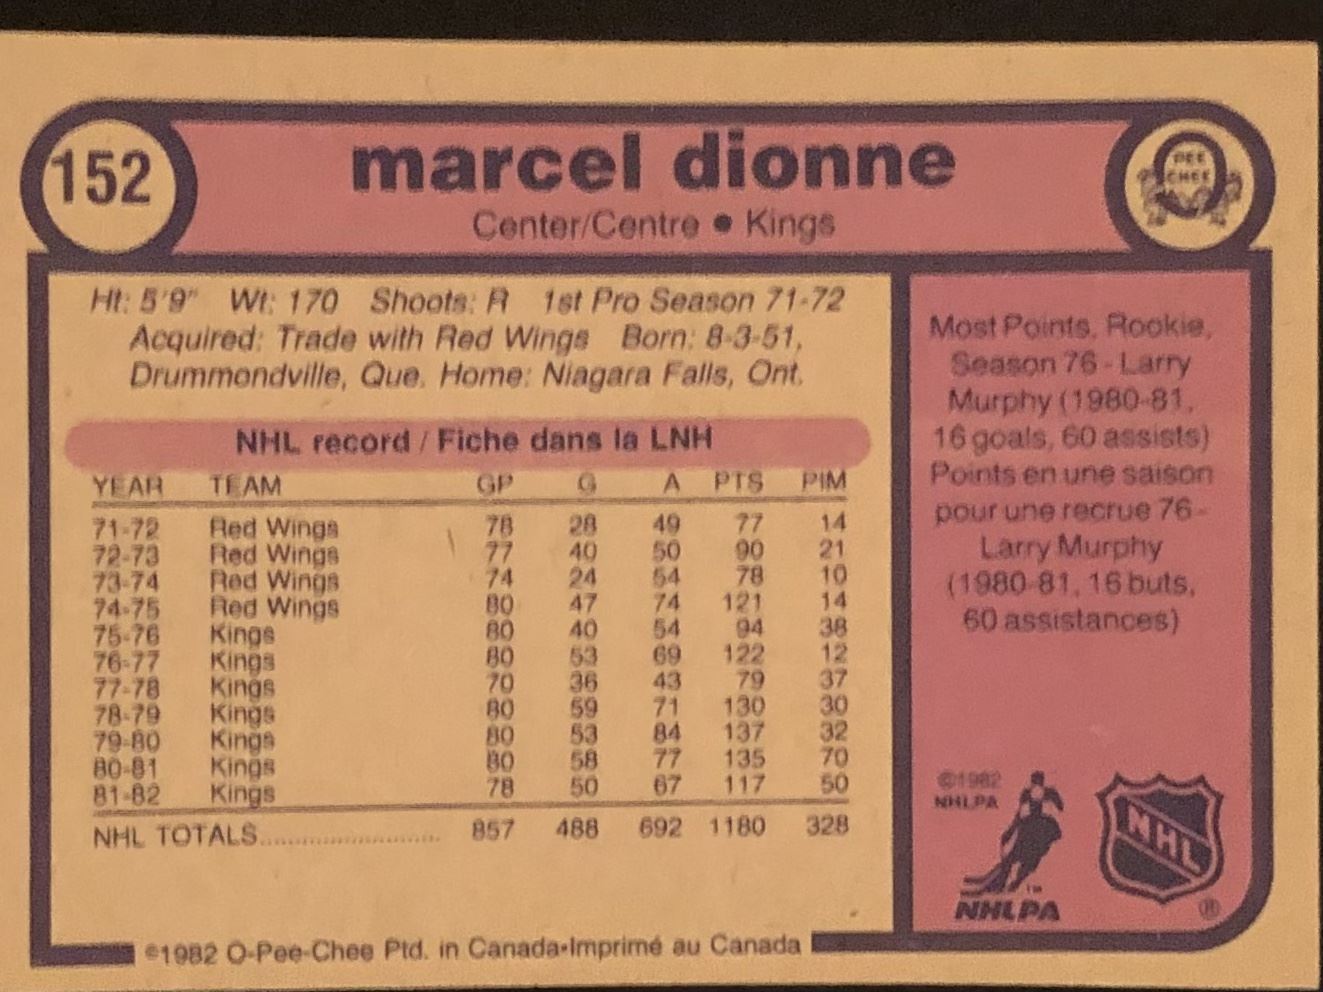 152
marcel dionne
Center/Centre • Kings
PEE
CHEE
Ht: 5'9" Wt: 170 Shoots: R 1st Pro Season 71-72
Acquired: Trade with Red Wings Born: 8-3-51,
Drummondville, Que. Home: Niagara Falls, Ont.
NHL record / Fiche dans la LNH
YEAR TEAM GP G A PTS PIM
71-72 Red Wings 78 28 49 77 14
72-73 Red Wings 77 40 50 90 21
73-74 Red Wings 74 24 54 78 10
74-75 Red Wings 80 47 74 121 14
75-76 Kings 80 40 54 94 38
76-77 Kings 80 53 69 122 12
77-78 Kings 70 36 43 79 37
78-79 Kings 80 59 71 130 30
79-80 Kings 80 53 84 137 32
80-81 Kings 80 58 77 135 70
81-82 Kings 78 50 67 117 50
NHL TOTALS.......................... 857 488 692 1180 328
Most Points, Rookie,
Season 76 - Larry
Murphy (1980-81,
16 goals, 60 assists)
Points en une saison
pour une recrue 76 -
Larry Murphy
(1980-81, 16 buts,
60 assistances)
©1982
NHLPA
NHLPA™
NHL®
©1982 O-Pee-Chee Ptd. in Canada•Imprimé au Canada